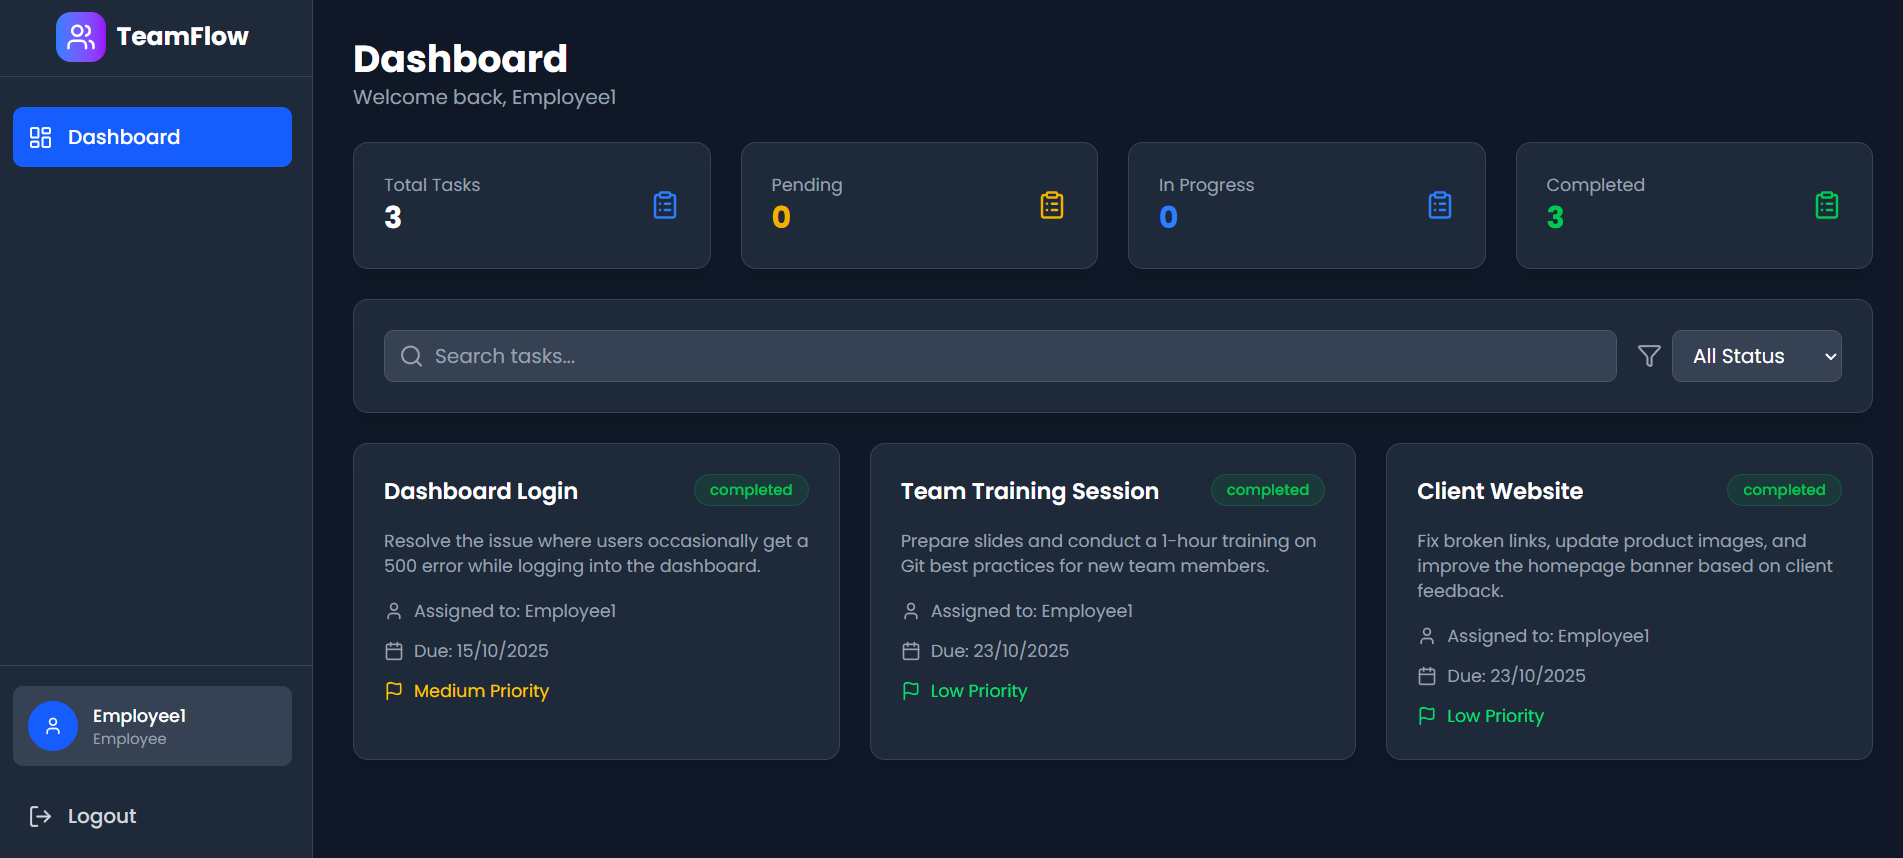 TeamFlow
Dashboard
Employee1
Employee
Logout
Dashboard
Welcome back, Employee1
Total Tasks
3
Pending
0
In Progress
0
Completed
3
Search tasks...
All Status
Dashboard Login
completed
Resolve the issue where users occasionally get a
500 error while logging into the dashboard.
Assigned to: Employee1
Due: 15/10/2025
Medium Priority
Team Training Session
completed
Prepare slides and conduct a 1-hour training on
Git best practices for new team members.
Assigned to: Employee1
Due: 23/10/2025
Low Priority
Client Website
completed
Fix broken links, update product images, and
improve the homepage banner based on client
feedback.
Assigned to: Employee1
Due: 23/10/2025
Low Priority